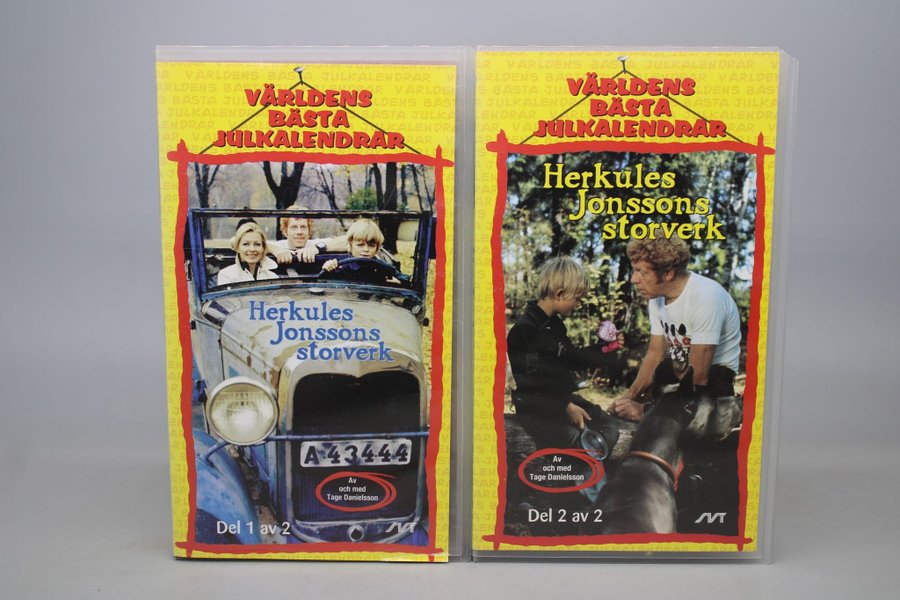 VÄRLDENS
BÄSTA
JULKALENDRAR
Herkules
Jonssons
storverk
A 43444
Av
och med
Tage Danielsson
Del 1 av 2
SVT
VÄRLDENS
BÄSTA
JULKALENDRAR
Herkules
Jonssons
storverk
Av
och med
Tage Danielsson
Del 2 av 2
SVT